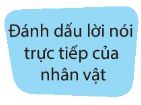 Đánh dấu lời nói
trực tiếp của
nhân vật